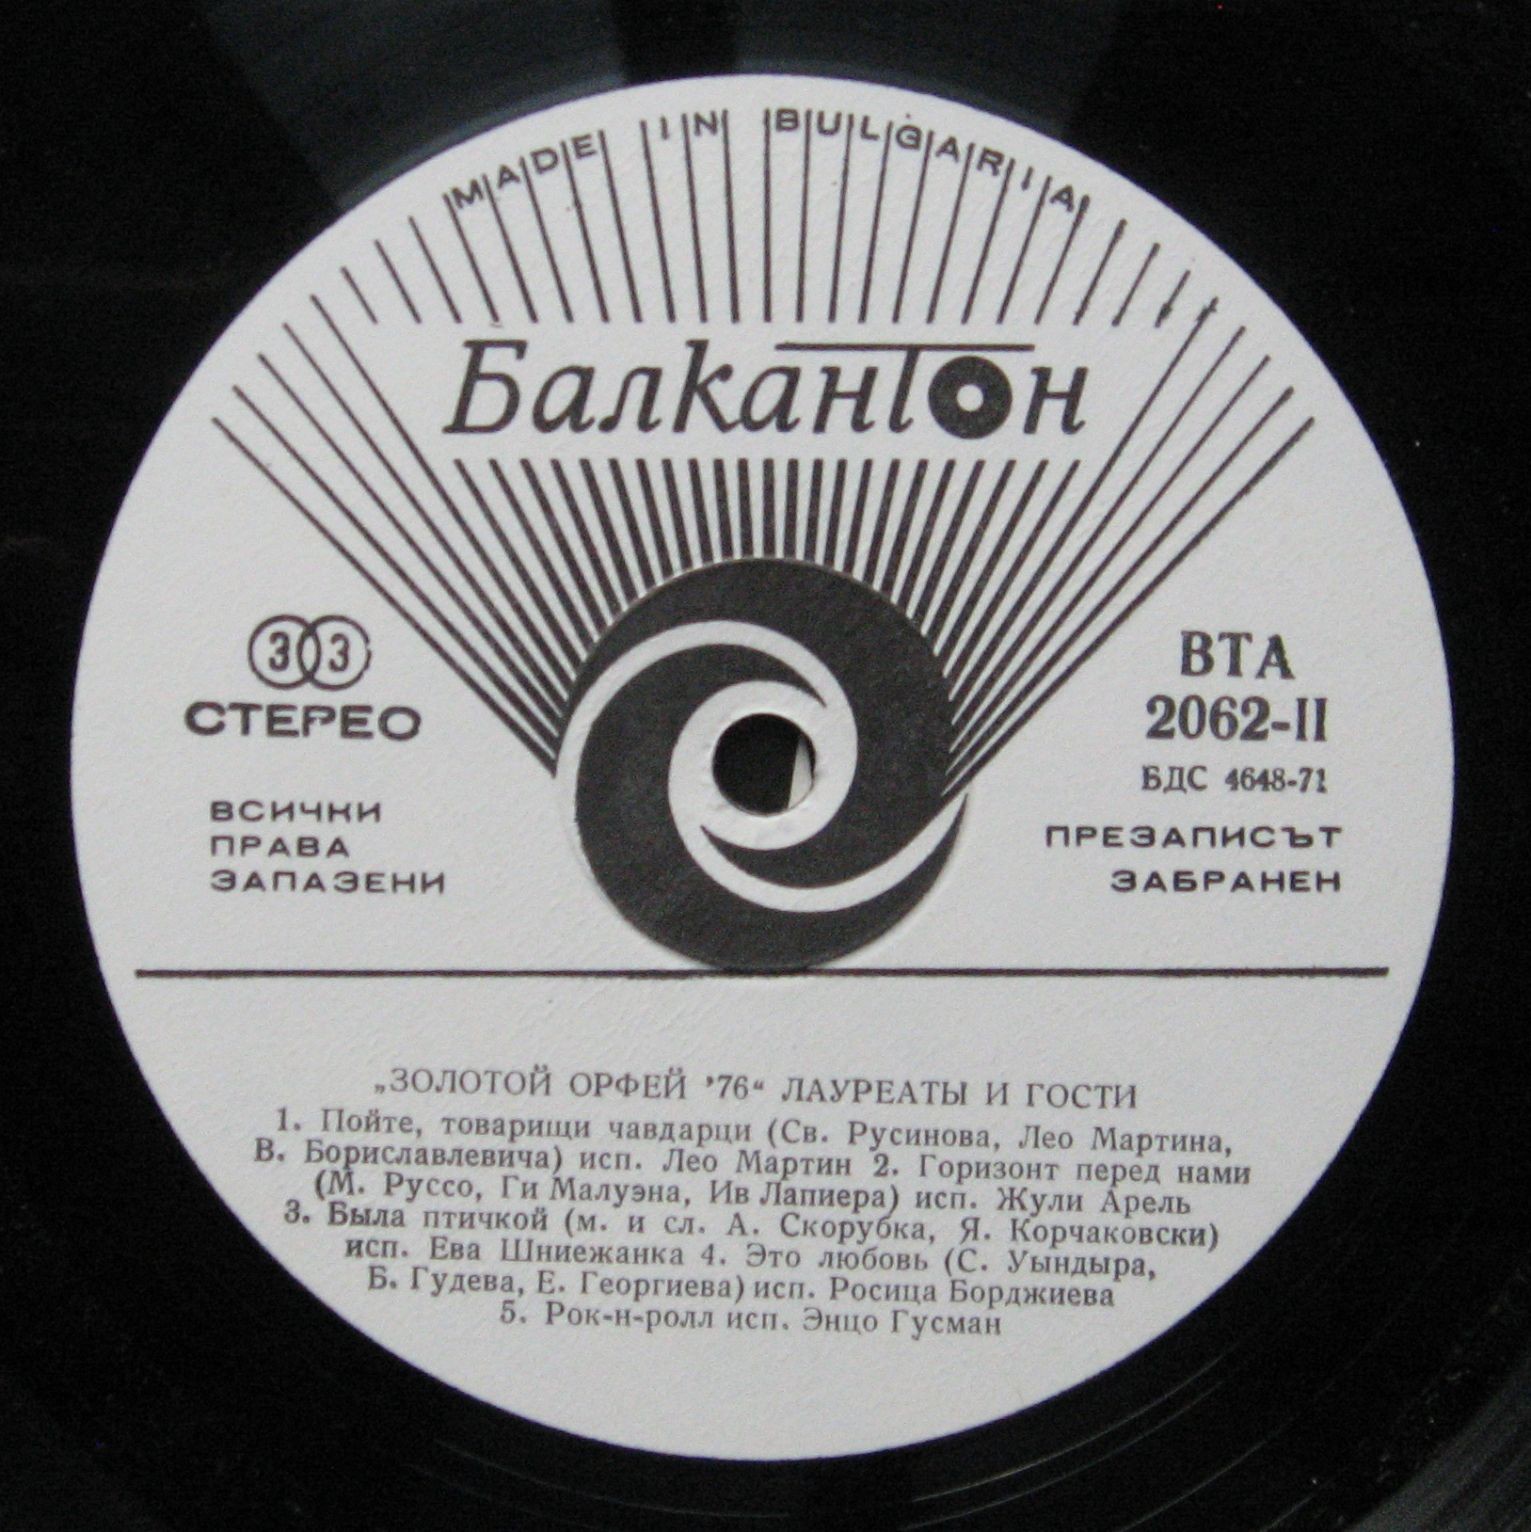 MADE IN BULGARIA
Балкантон
33
СТЕРЕО
ВСИЧКИ
ПРАВА
ЗАПАЗЕНИ
ВТА
2062-II
БДС 4648-71
ПРЕЗАПИСЪТ
ЗАБРАНЕН
„ЗОЛОТОЙ ОРФЕЙ ’76“ ЛАУРЕАТЫ И ГОСТИ
1. Пойте, товарищи чавдарци (Св. Русинова, Лео Мартина,
В. Бориславлевича) исп. Лео Мартин 2. Горизонт перед нами
(М. Руссо, Ги Малуэна, Ив Лапиера) исп. Жули Арель
3. Была птичкой (м. и сл. А. Скорубка, Я. Корчаковски)
исп. Ева Шниежанка 4. Это любовь (С. Уындыра,
Б. Гудева, Е. Георгиева) исп. Росица Борджиева
5. Рок-н-ролл исп. Энцо Гусман